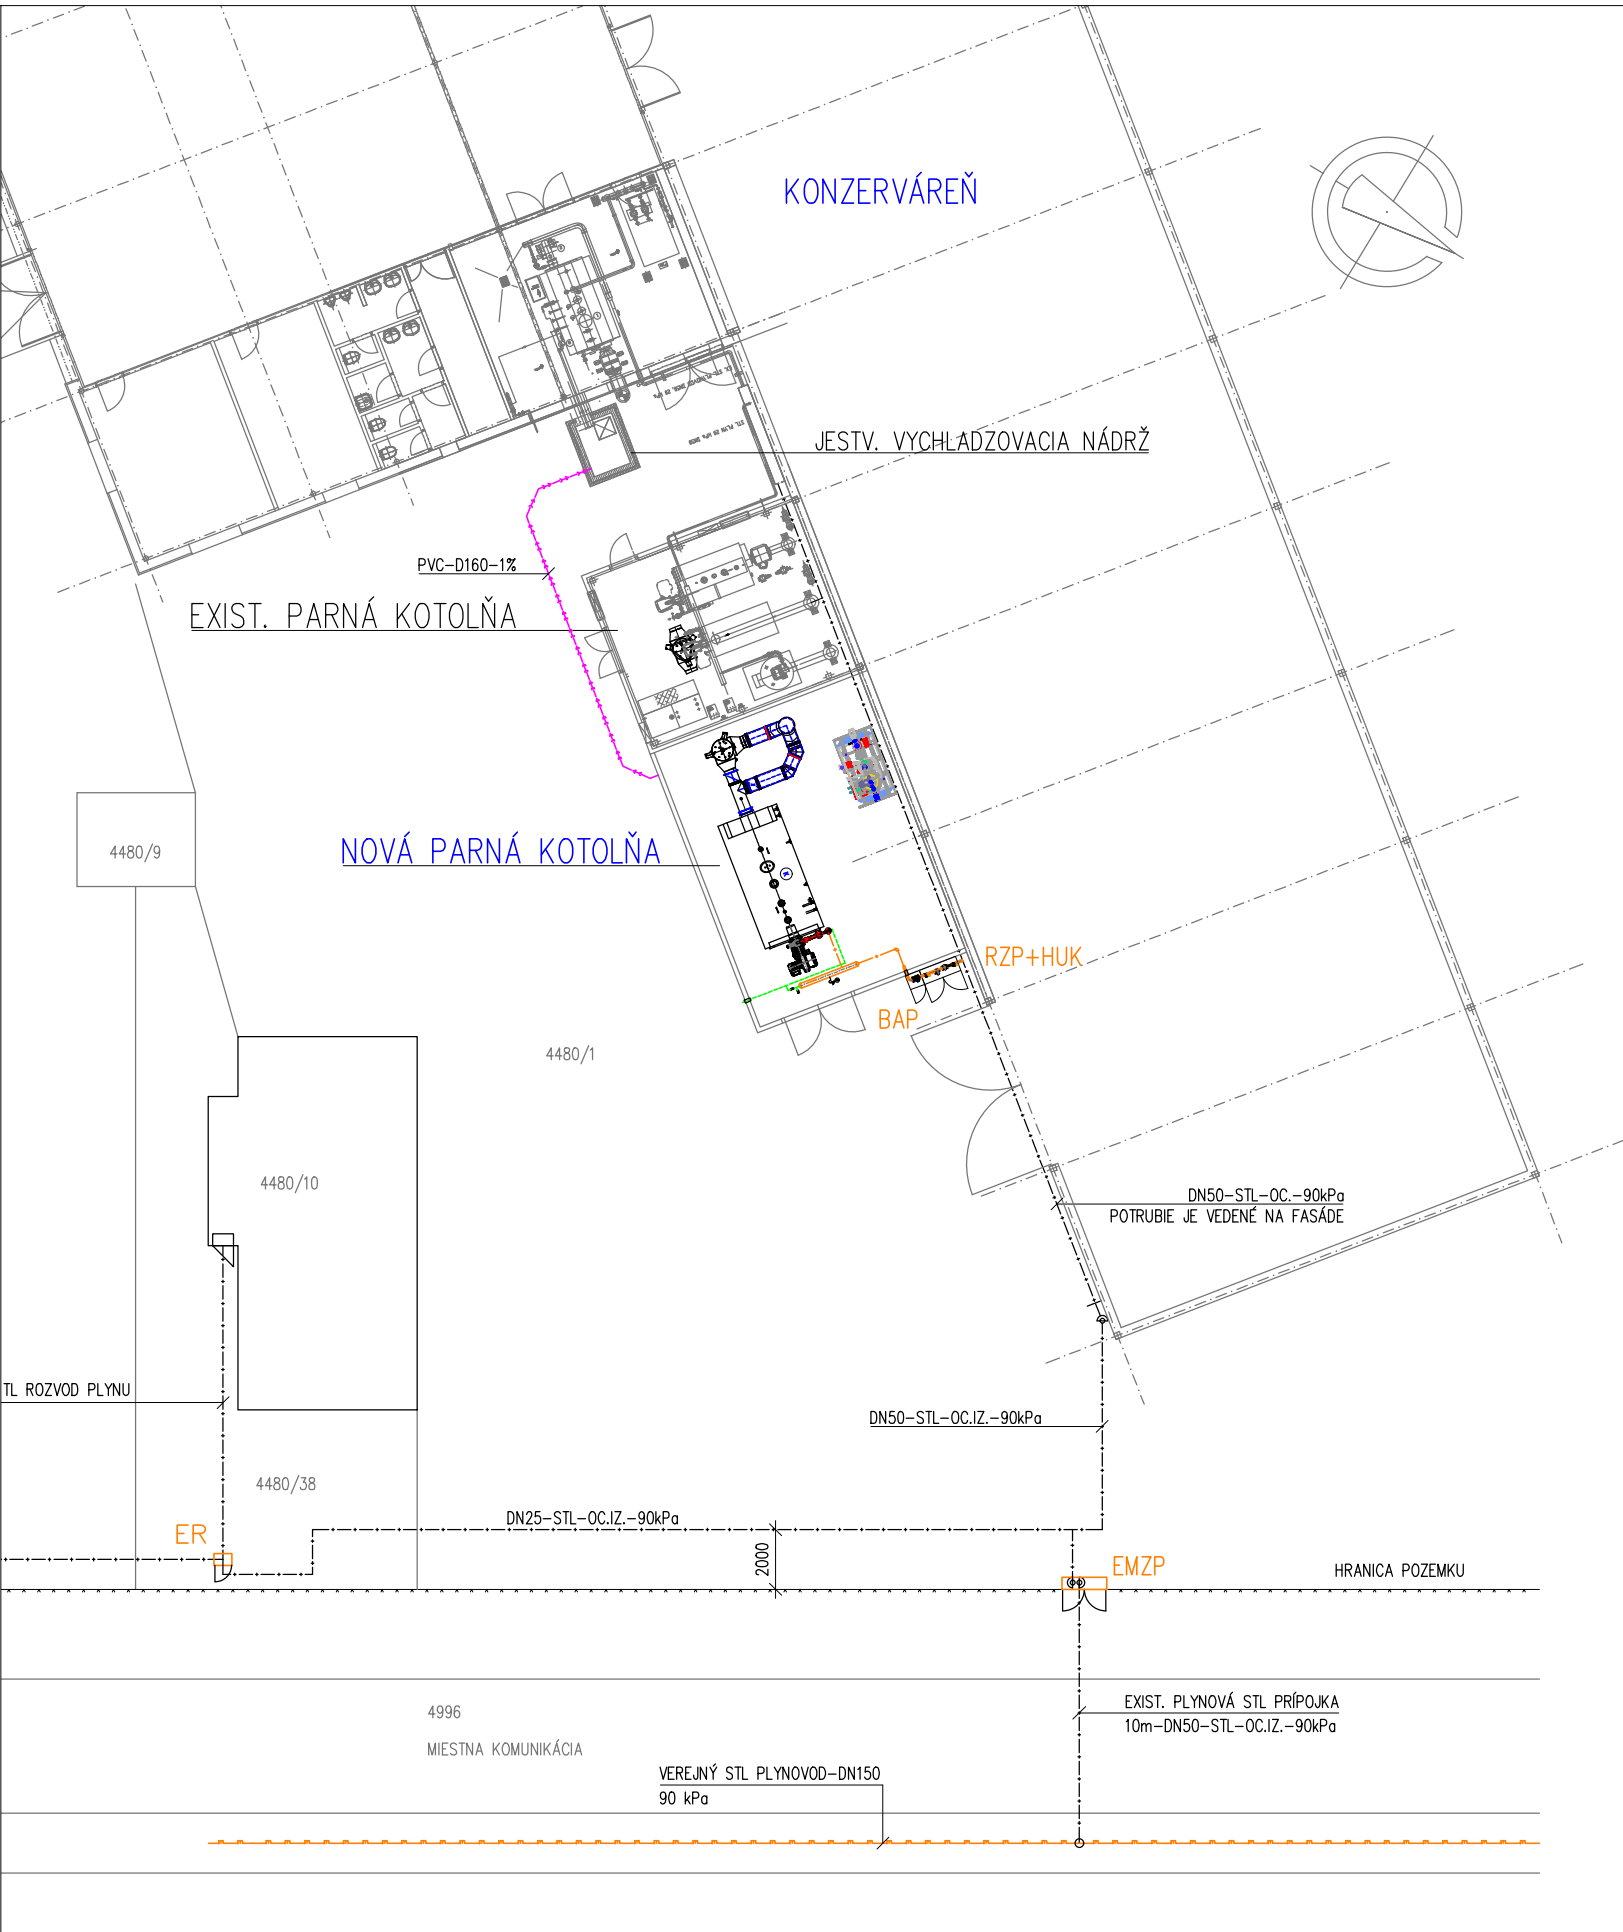 KONZERVÁREŇ
JESTV. VYCHLADZOVACIA NÁDRŽ
PVC-D160-1%
EXIST. PARNÁ KOTOLŇA
NOVÁ PARNÁ KOTOLŇA
4480/9
RZP+HUK
BAP
4480/1
4480/10
DN50-STL-OC.-90kPa
POTRUBIE JE VEDENÉ NA FASÁDE
TL ROZVOD PLYNU
DN50-STL-OC.IZ.-90kPa
4480/38
DN25-STL-OC.IZ.-90kPa
ER
2000
EMZP
HRANICA POZEMKU
4996
MIESTNA KOMUNIKÁCIA
EXIST. PLYNOVÁ STL PRÍPOJKA
10m-DN50-STL-OC.IZ.-90kPa
VEREJNÝ STL PLYNOVOD-DN150
90 kPa